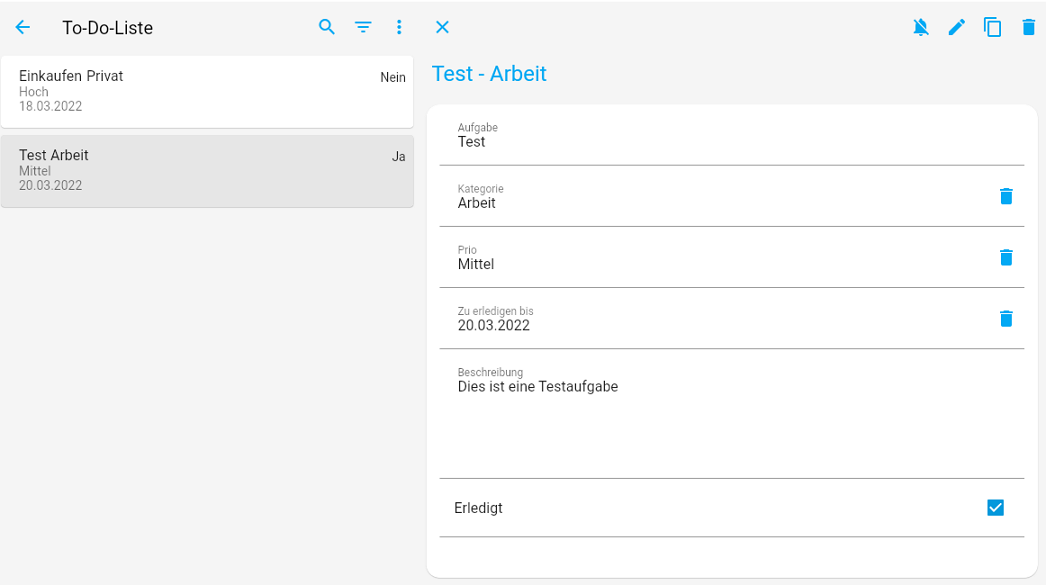 To-Do-Liste
Einkaufen Privat
Nein
Hoch
18.03.2022
Test Arbeit
Ja
Mittel
20.03.2022
Test - Arbeit
Aufgabe
Test
Kategorie
Arbeit
Prio
Mittel
Zu erledigen bis
20.03.2022
Beschreibung
Dies ist eine Testaufgabe
Erledigt